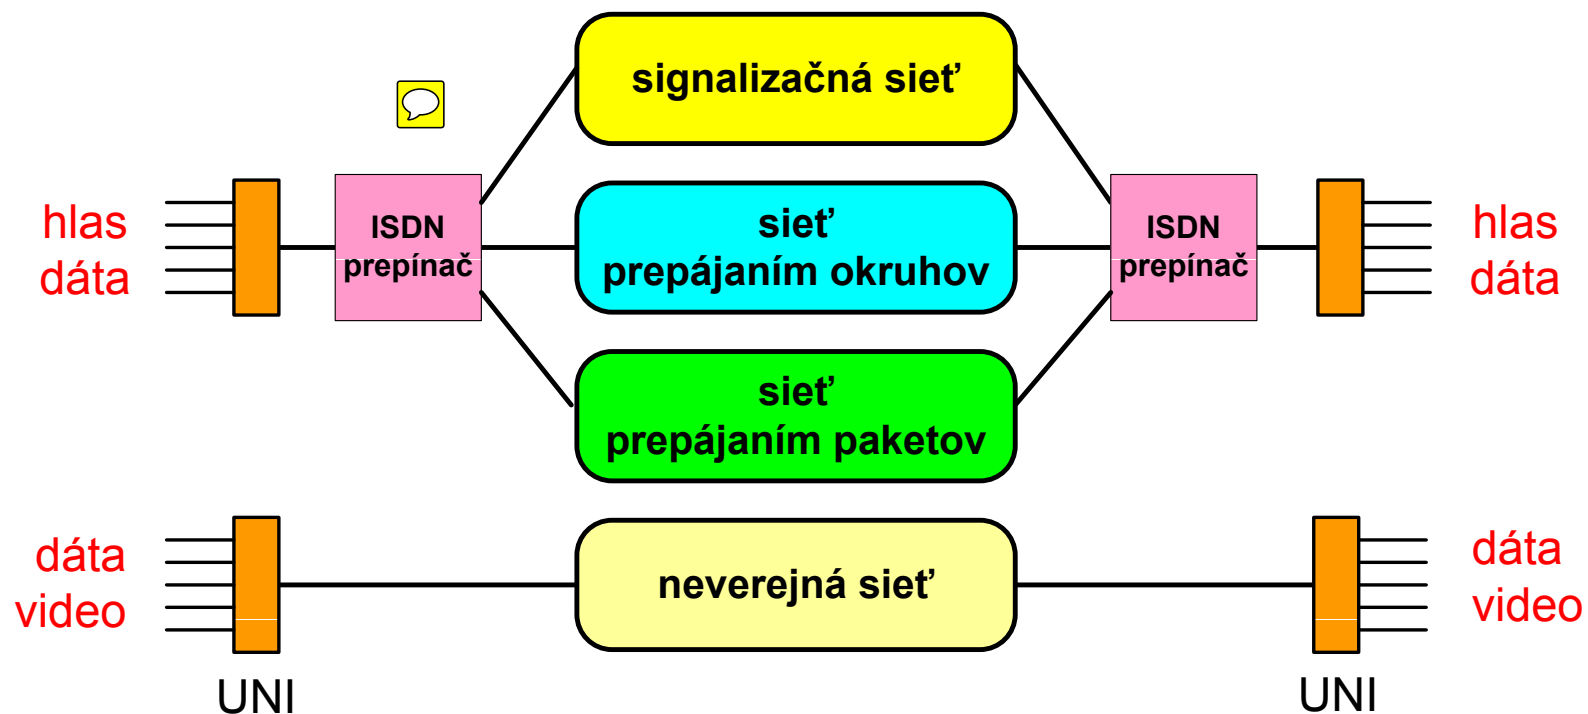 signalizačná sieť
hlas
dáta
ISDN
prepínač
sieť
prepájaním okruhov
ISDN
prepínač
hlas
dáta
sieť
prepájaním paketov
dáta
video
neverejná sieť
dáta
video
UNI
UNI